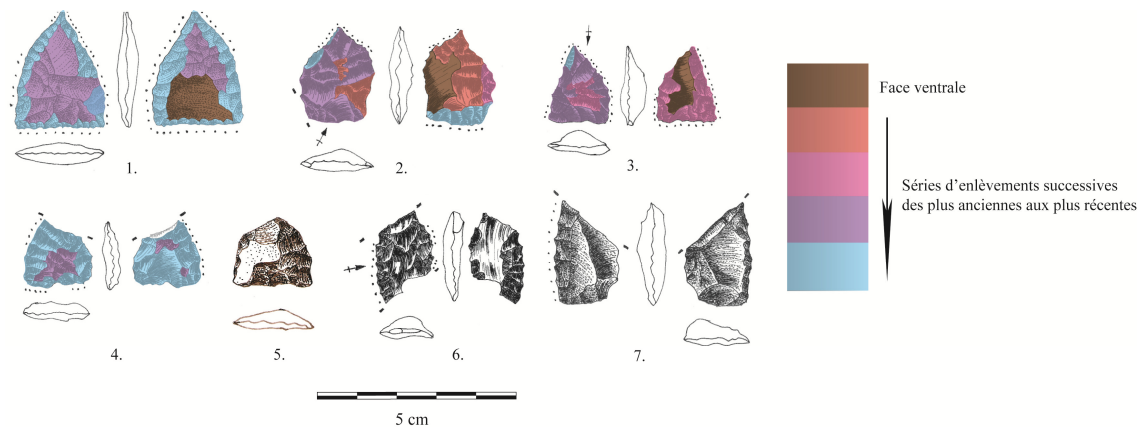 1.
2.
3.
4.
5.
6.
7.
5 cm
Face ventrale
Séries d'enlèvements successives
des plus anciennes aux plus récentes